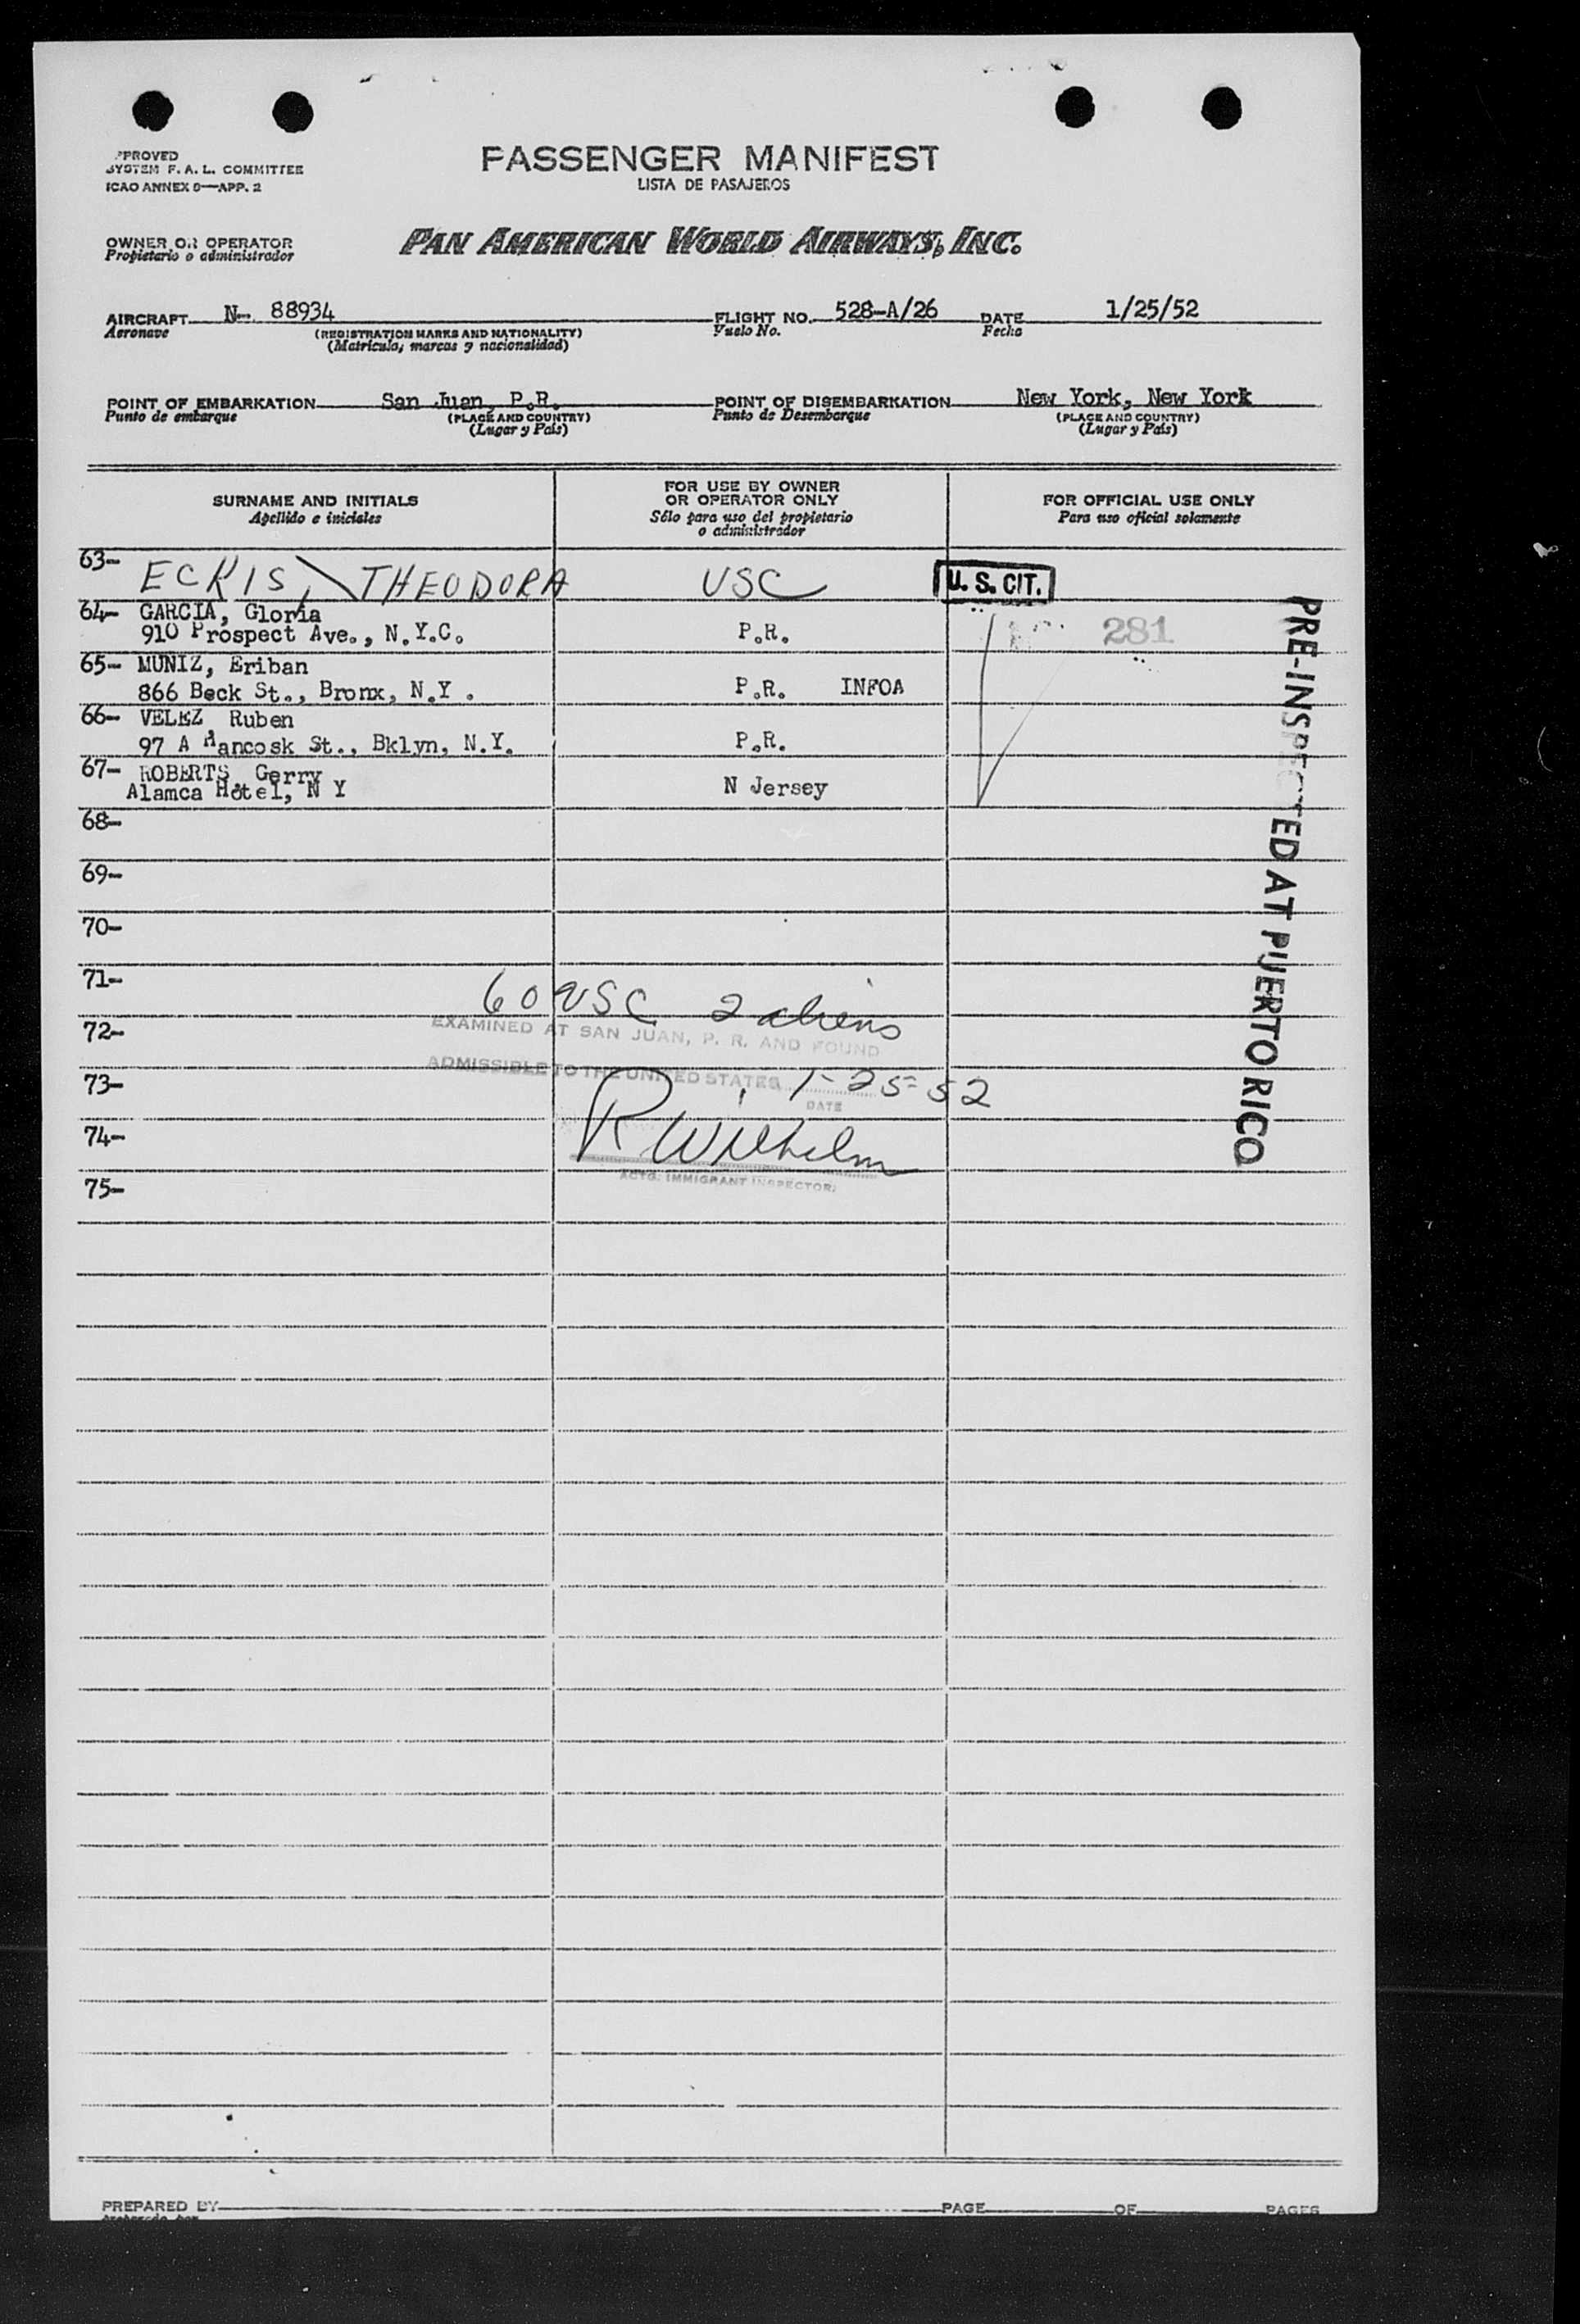 PPROVED
SYSTEM F. A. L. COMMITTEE
ICAO ANNEX 9—APP. 2
PASSENGER MANIFEST
LISTA DE PASAJEROS
OWNER OR OPERATOR
Propietario o administrador
PAN AMERICAN WORLD AIRWAYS, INC.
AIRCRAFT N- 88934
Aeronave
(REGISTRATION MARKS AND NATIONALITY)
(Matrícula, marcas y nacionalidad)
FLIGHT NO. 528-A/26
Vuelo No.
DATE 1/25/52
Fecha
POINT OF EMBARKATION San Juan, P.R.
Punto de embarque
(PLACE AND COUNTRY)
(Lugar y País)
POINT OF DISEMBARKATION New York, New York
Punto de Desembarque
(PLACE AND COUNTRY)
(Lugar y País)
SURNAME AND INITIALS
Apellido e iniciales
FOR USE BY OWNER
OR OPERATOR ONLY
Sólo para uso del propietario
o administrador
FOR OFFICIAL USE ONLY
Para uso oficial solamente
63- ECKIS, THEODORA USC U. S. CIT.
64- GARCIA, Gloria
910 Prospect Ave., N.Y.C. P.R. 281
65- MUNIZ, Eriban
866 Beck St., Bronx, N.Y. P.R. INFOA
66- VELEZ Ruben
97 A Hancosk St., Bklyn, N.Y. P.R.
67- ROBERTS, Gerry
Alamca Hotel, N Y N Jersey
68-
69-
70-
71-
60 USC 2 aliens
72-
EXAMINED AT SAN JUAN, P. R. AND FOUND
ADMISSIBLE TO THE UNITED STATES 1-25-52
73-
DATE
74-
R Wilhelm
ACTG. IMMIGRANT INSPECTOR
75-
PRE-INSPECTED AT PUERTO RICO
PREPARED BY
PAGE OF PAGES